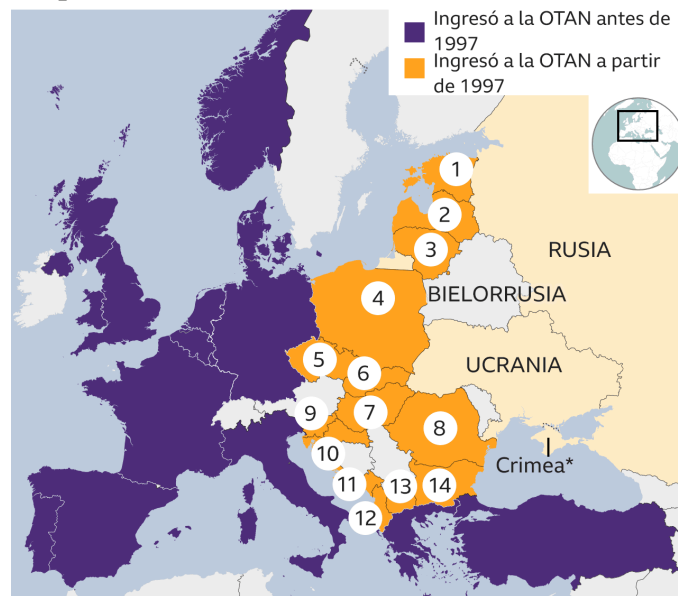 Ingresó a la OTAN antes de
1997
Ingresó a la OTAN a partir
de 1997
1
2
3
RUSIA
4
BIELORRUSIA
5
6
UCRANIA
9
7
8
10
Crimea*
11
13
14
12